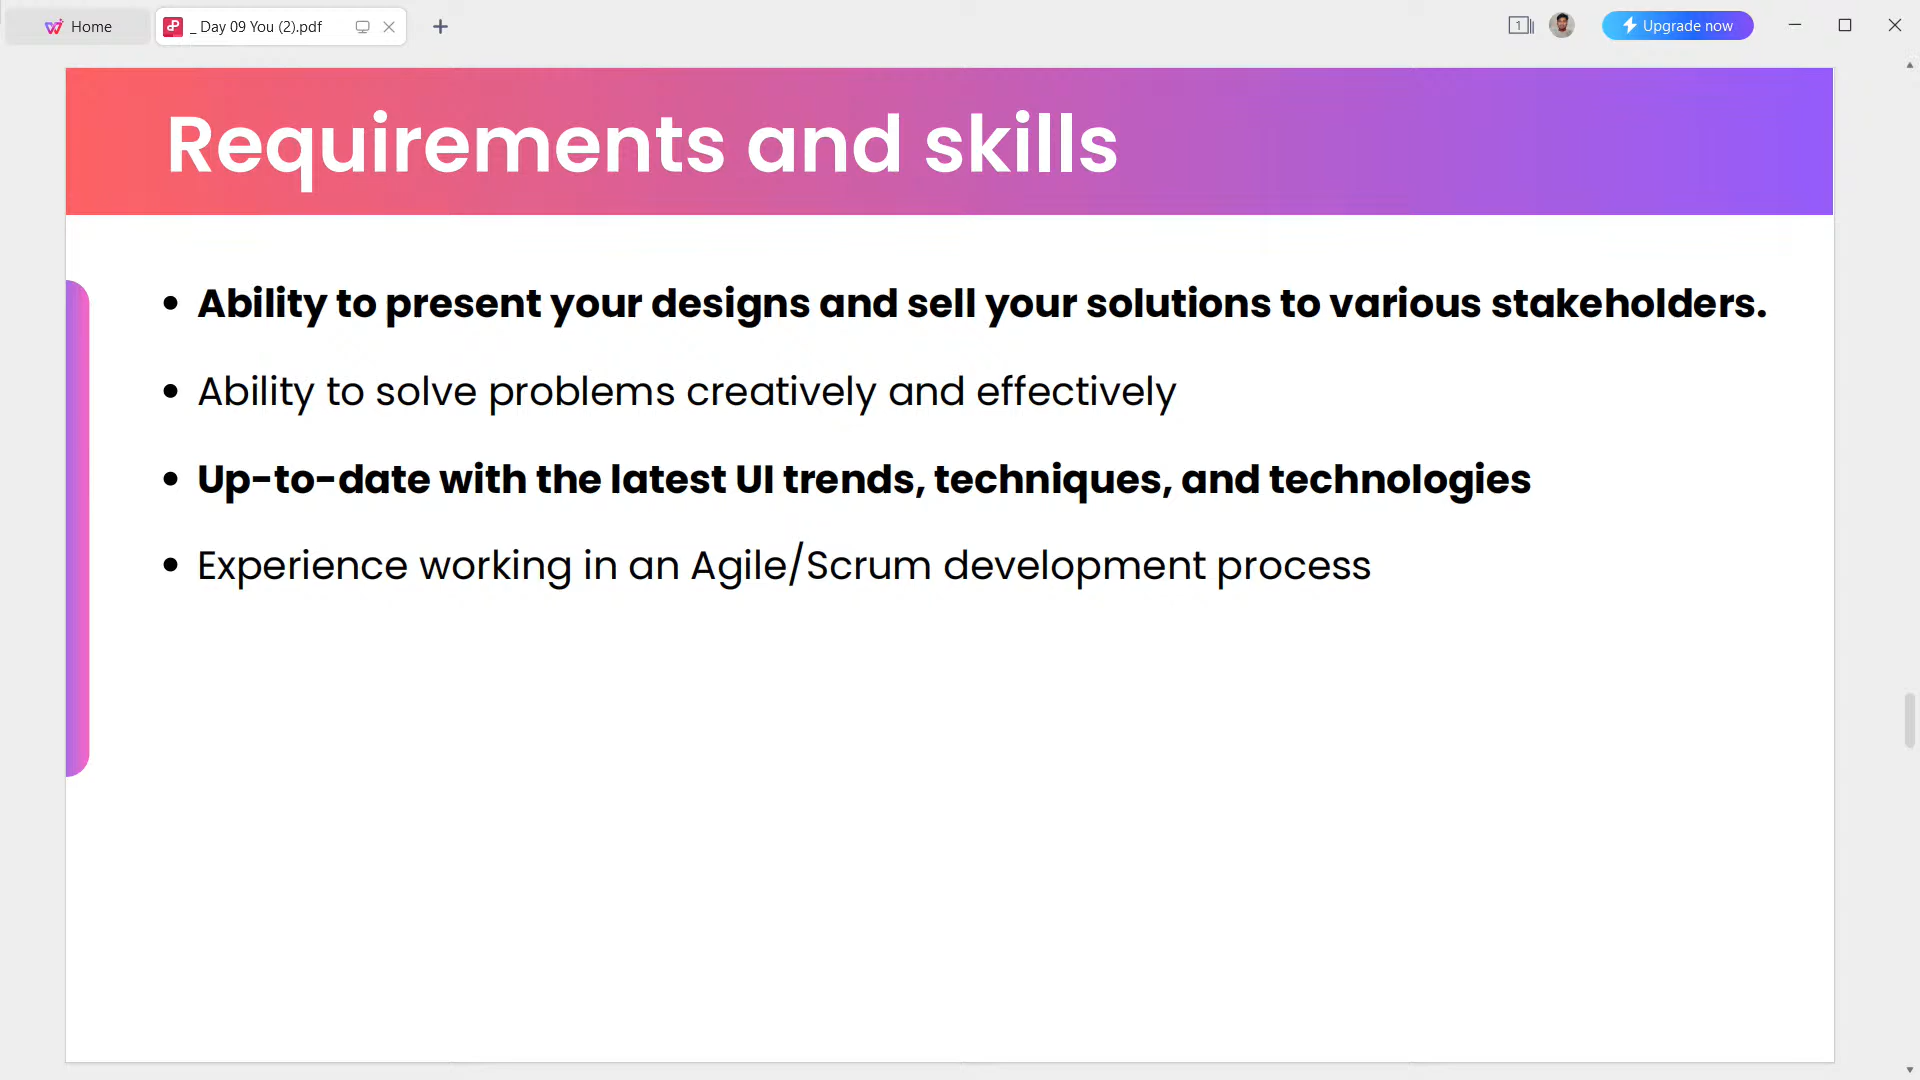 Home
_ Day 09 You (2).pdf
1
Upgrade now
Requirements and skills
• Ability to present your designs and sell your solutions to various stakeholders.
• Ability to solve problems creatively and effectively
• Up-to-date with the latest UI trends, techniques, and technologies
• Experience working in an Agile/Scrum development process